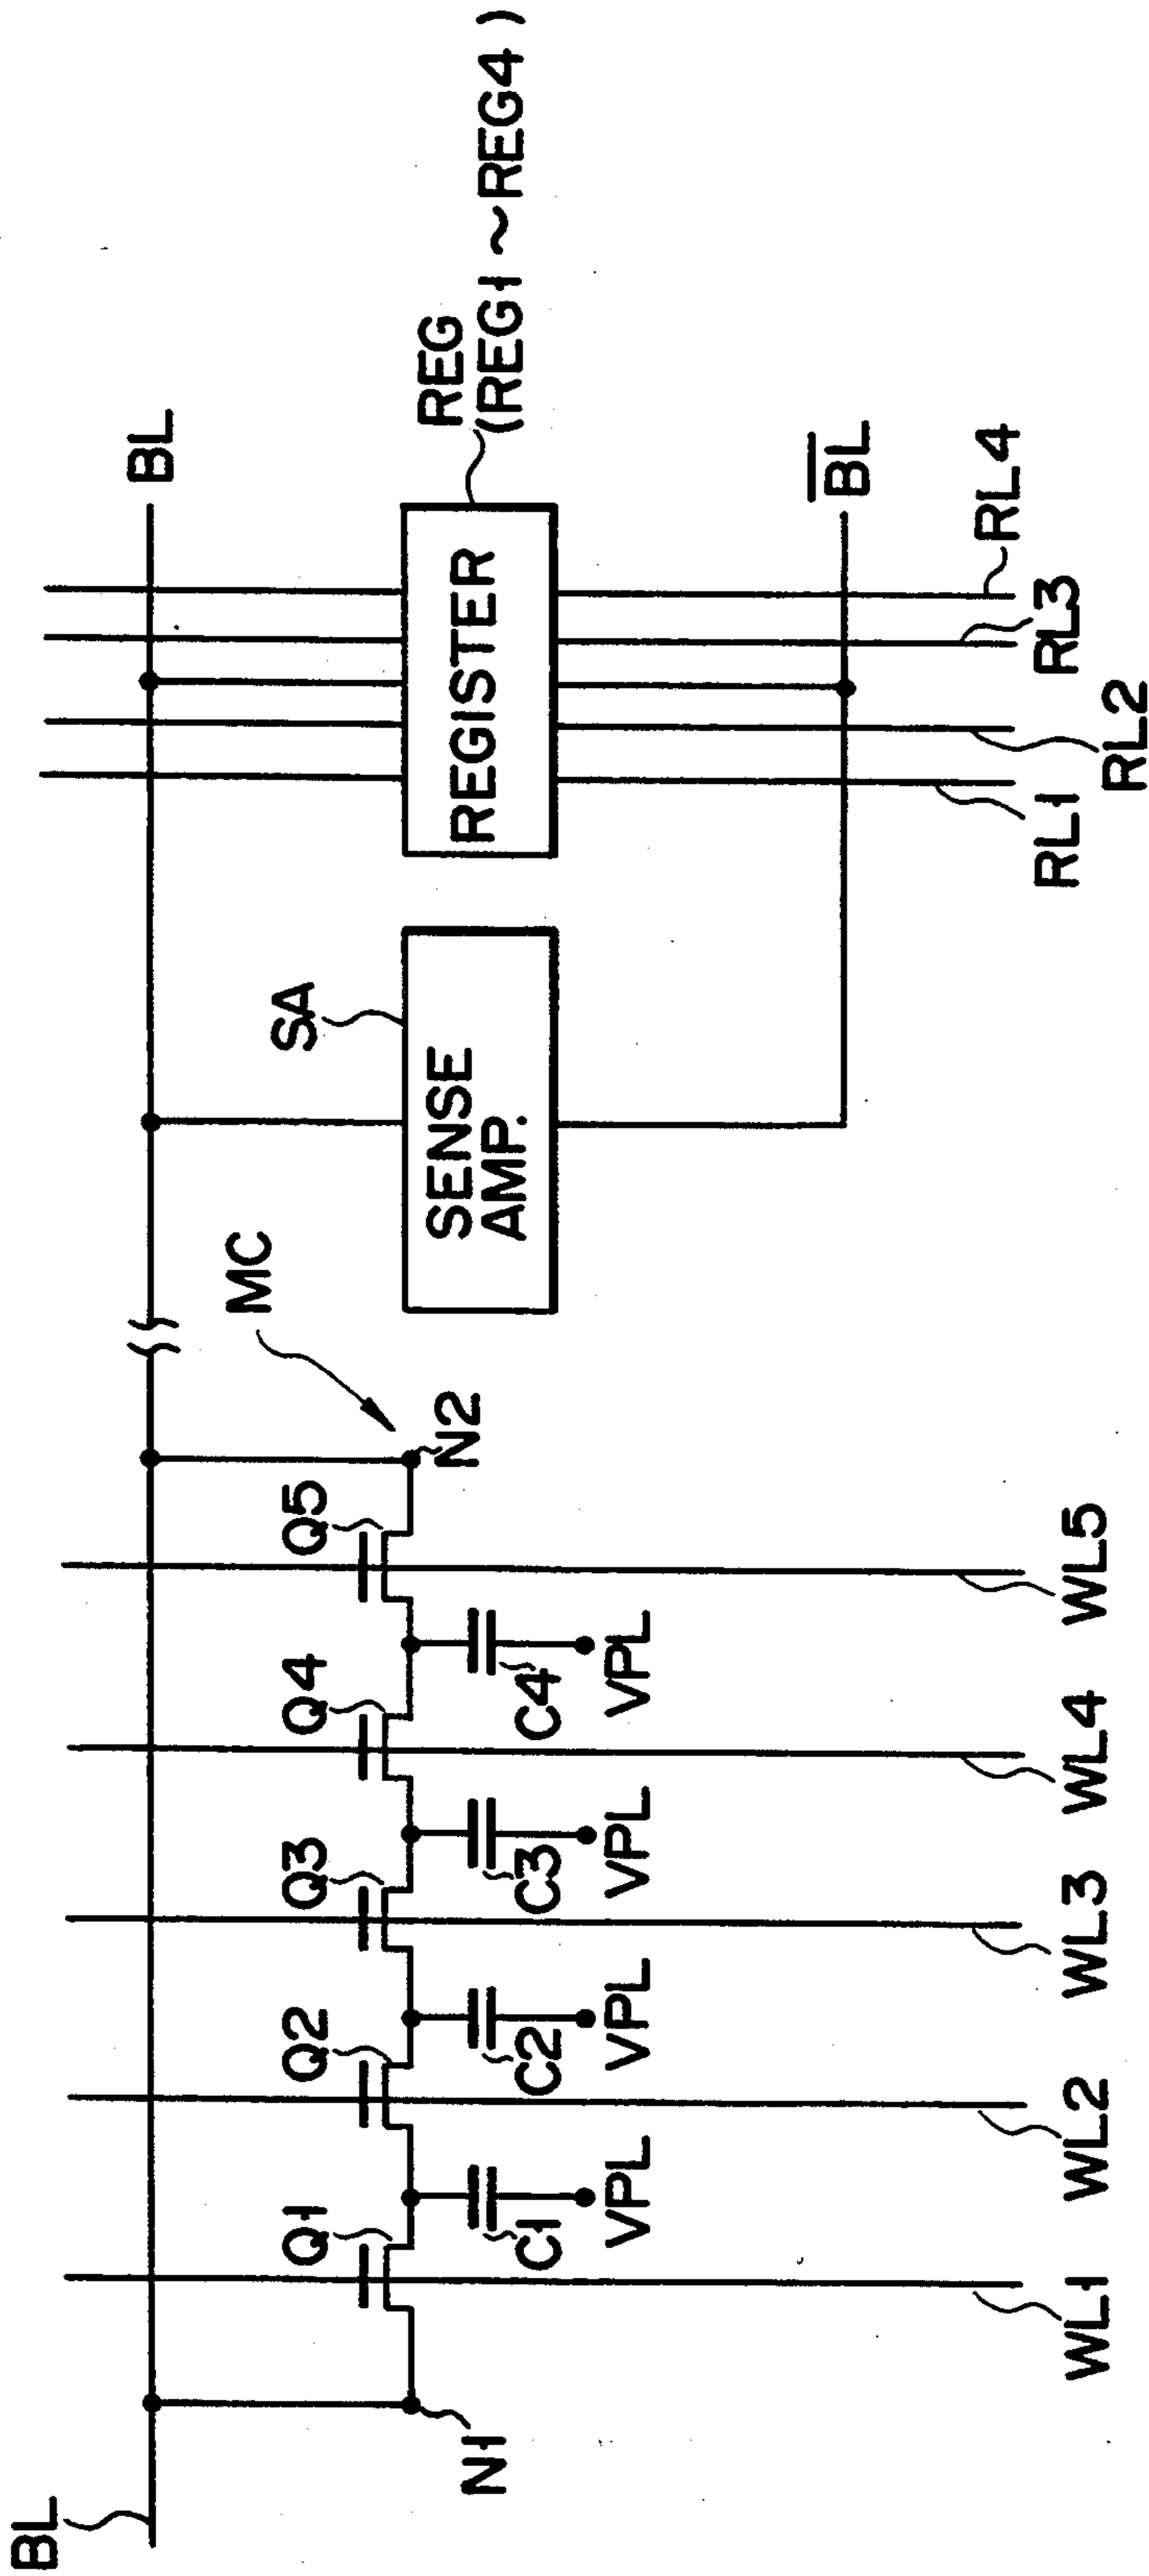 BL
BL
MC
SA
SENSE
AMP.
REGISTER
REG
(REG1~REG4)
Q1
Q2
Q3
Q4
Q5
N1
N2
C1
C2
C3
C4
VPL
VPL
VPL
VPL
BL
WL1
WL2
WL3
WL4
WL5
RL1
RL2
RL3
RL4